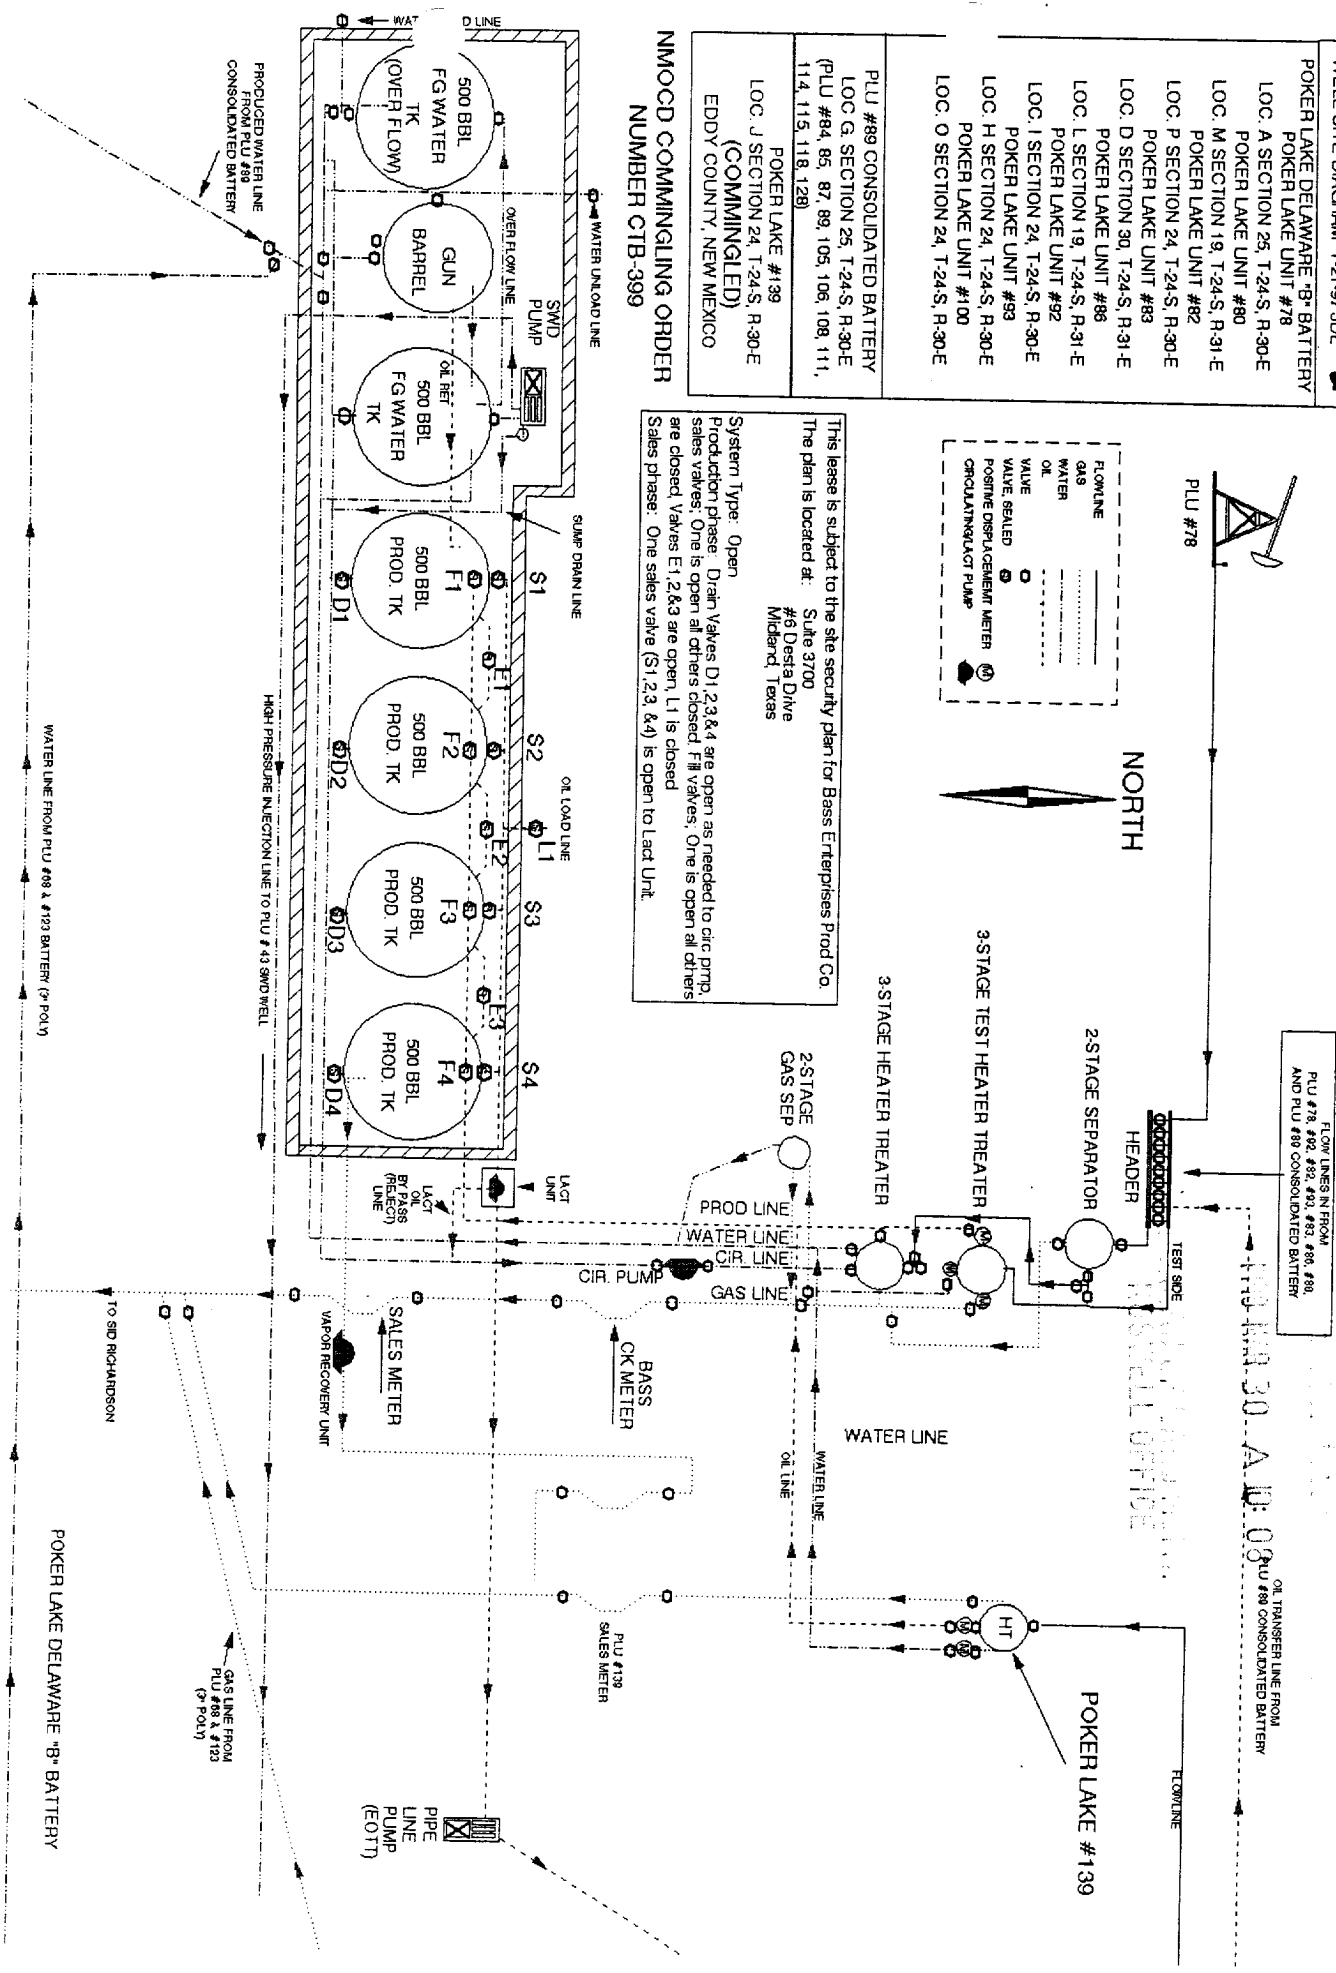 POKER LAKE DELAWARE "B" BATTERY
POKER LAKE UNIT #78
LOC. A SECTION 25, T-24-S, R-30-E
POKER LAKE UNIT #80
LOC. M SECTION 19, T-24-S, R-31-E
POKER LAKE UNIT #82
LOC. P SECTION 24, T-24-S, R-30-E
POKER LAKE UNIT #83
LOC. D SECTION 30, T-24-S, R-31-E
POKER LAKE UNIT #86
LOC. L SECTION 19, T-24-S, R-31-E
POKER LAKE UNIT #92
LOC. I SECTION 24, T-24-S, R-30-E
POKER LAKE UNIT #93
LOC. H SECTION 24, T-24-S, R-30-E
POKER LAKE UNIT #100
LOC. O SECTION 24, T-24-S, R-30-E
PLU #89 CONSOLIDATED BATTERY
LOC. G. SECTION 25, T-24-S, R-30-E
(PLU #84, 85, 87, 89, 105, 106, 108, 111,
114, 115, 118, 128)
POKER LAKE #139
LOC. J SECTION 24, T-24-S, R-30-E
(COMMINGLED)
EDDY COUNTY, NEW MEXICO
NMOCD COMMINGLING ORDER
NUMBER CTB-399
PLU #78
FLOWLINE
GAS
WATER
OIL
VALVE
VALVE, SEALED
POSITIVE DISPLACEMENT METER
CIRCULATING/LACT PUMP
M
NORTH
This lease is subject to the site security plan for Bass Enterprises Prod Co.
The plan is located at: Suite 3700
#6 Desta Drive
Midland, Texas
System Type: Open
Production phase: Drain Valves D1,2,3,&4 are open as needed to circ pmp,
sales valves; One is open all others closed, Fill valves; One is open all others
are closed, Valves E1,2,&3 are open, L1 is closed
Sales phase: One sales valve (S1,2,3, &4) is open to Lact Unit.
FLOW LINES IN FROM
PLU #78, #92, #82, #93, #83, #86, #80,
AND PLU #89 CONSOLIDATED BATTERY
HEADER
TEST SIDE
2-STAGE SEPARATOR
3-STAGE TEST HEATER TREATER
3-STAGE HEATER TREATER
2-STAGE
GAS SEP
M
M
M
30 A 10: 03
OFFICE
OIL TRANSFER LINE FROM
PLU #89 CONSOLIDATED BATTERY
FLOWLINE
POKER LAKE #139
HT
M
M
WATER LINE
WATER LINE
OIL LINE
PROD LINE
WATER LINE
CIR. LINE
CIR. PUMP
GAS LINE
BASS
CK METER
SALES METER
VAPOR RECOVERY UNIT
PLU #139
SALES METER
LACT
UNIT
LACT
OIL
BY PASS
(REJECT)
LINE
PIPE
LINE
PUMP
(EOTT)
TO SID RICHARDSON
GAS LINE FROM
PLU #68 & #123
(3" POLY)
WATER UNLOAD LINE
SWD
PUMP
SUMP DRAIN LINE
OIL LOAD LINE
L1
OVER FLOW LINE
D LINE
500 BBL
FG WATER
TK
(OVER FLOW)
GUN
BARREL
OIL RET
500 BBL
FG WATER
TK
S1
F1
500 BBL
PROD. TK
D1
E1
S2
F2
500 BBL
PROD. TK
D2
E2
S3
F3
500 BBL
PROD. TK
D3
E3
S4
F4
500 BBL
PROD. TK
D4
PRODUCED WATER LINE
FROM PLU #89
CONSOLIDATED BATTERY
HIGH PRESSURE INJECTION LINE TO PLU # 43 SWD WELL
WATER LINE FROM PLU #68 & #123 BATTERY (3" POLY)
POKER LAKE DELAWARE "B" BATTERY